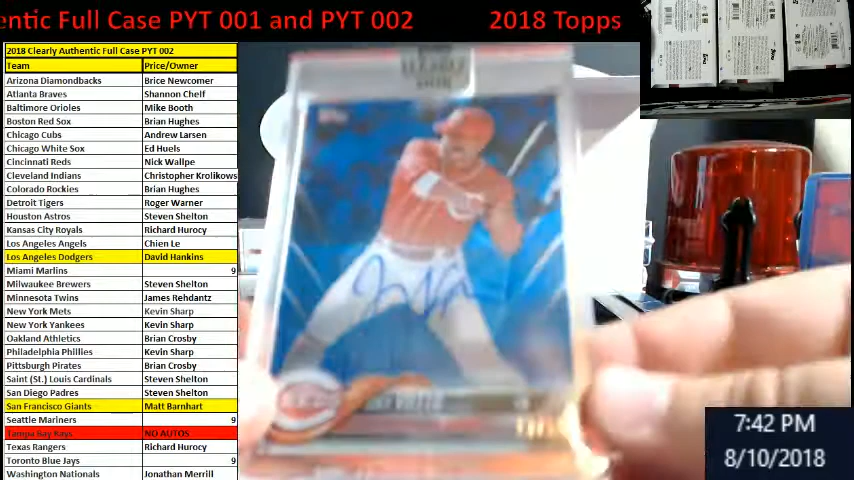 entic Full Case PYT 001 and PYT 002 2018 Topps
2018 Clearly Authentic Full Case PYT 002
Team Price/Owner
Arizona Diamondbacks Brice Newcomer
Atlanta Braves Shannon Chelf
Baltimore Orioles Mike Booth
Boston Red Sox Brian Hughes
Chicago Cubs Andrew Larsen
Chicago White Sox Ed Huels
Cincinnati Reds Nick Wallpe
Cleveland Indians Christopher Krolikows
Colorado Rockies Brian Hughes
Detroit Tigers Roger Warner
Houston Astros Steven Shelton
Kansas City Royals Richard Hurocy
Los Angeles Angels Chien Le
Los Angeles Dodgers David Hankins
Miami Marlins 9
Milwaukee Brewers Steven Shelton
Minnesota Twins James Rehdantz
New York Mets Kevin Sharp
New York Yankees Kevin Sharp
Oakland Athletics Brian Crosby
Philadelphia Phillies Kevin Sharp
Pittsburgh Pirates Brian Crosby
Saint (St.) Louis Cardinals Steven Shelton
San Diego Padres Steven Shelton
San Francisco Giants Matt Barnhart
Seattle Mariners 9
Tampa Bay Rays NO AUTOS
Texas Rangers Richard Hurocy
Toronto Blue Jays 9
Washington Nationals Jonathan Merrill
7:42 PM
8/10/2018